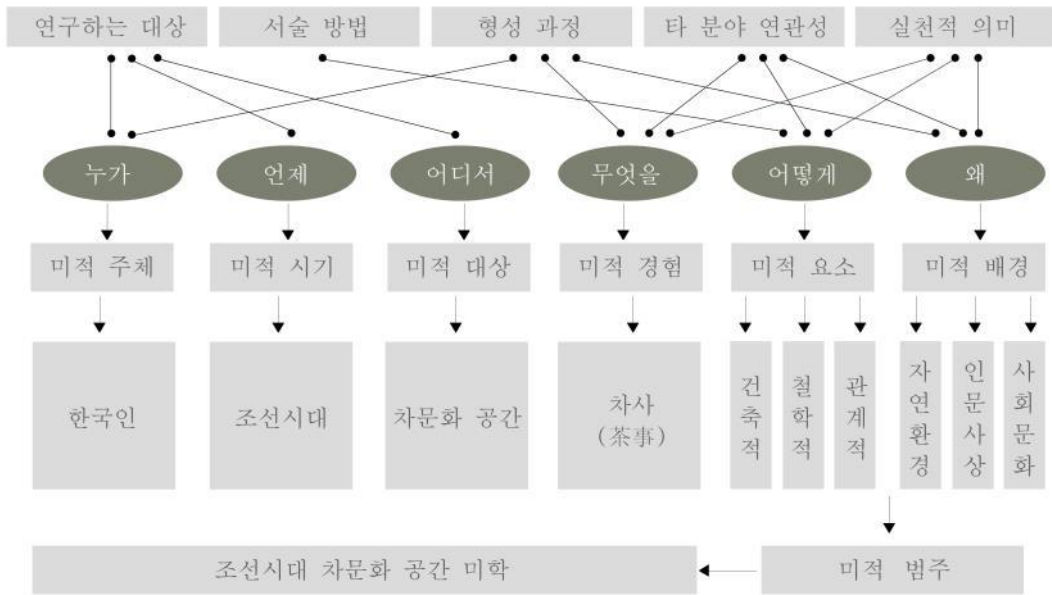 연구하는 대상
서술 방법
형성 과정
타 분야 연관성
실천적 의미
누가
언제
어디서
무엇을
어떻게
왜
미적 주체
미적 시기
미적 대상
미적 경험
미적 요소
미적 배경
한국인
조선시대
차문화 공간
차사
(茶事)
건축적
철학적
관계적
자연환경
인문사상
사회문화
조선시대 차문화 공간 미학
미적 범주